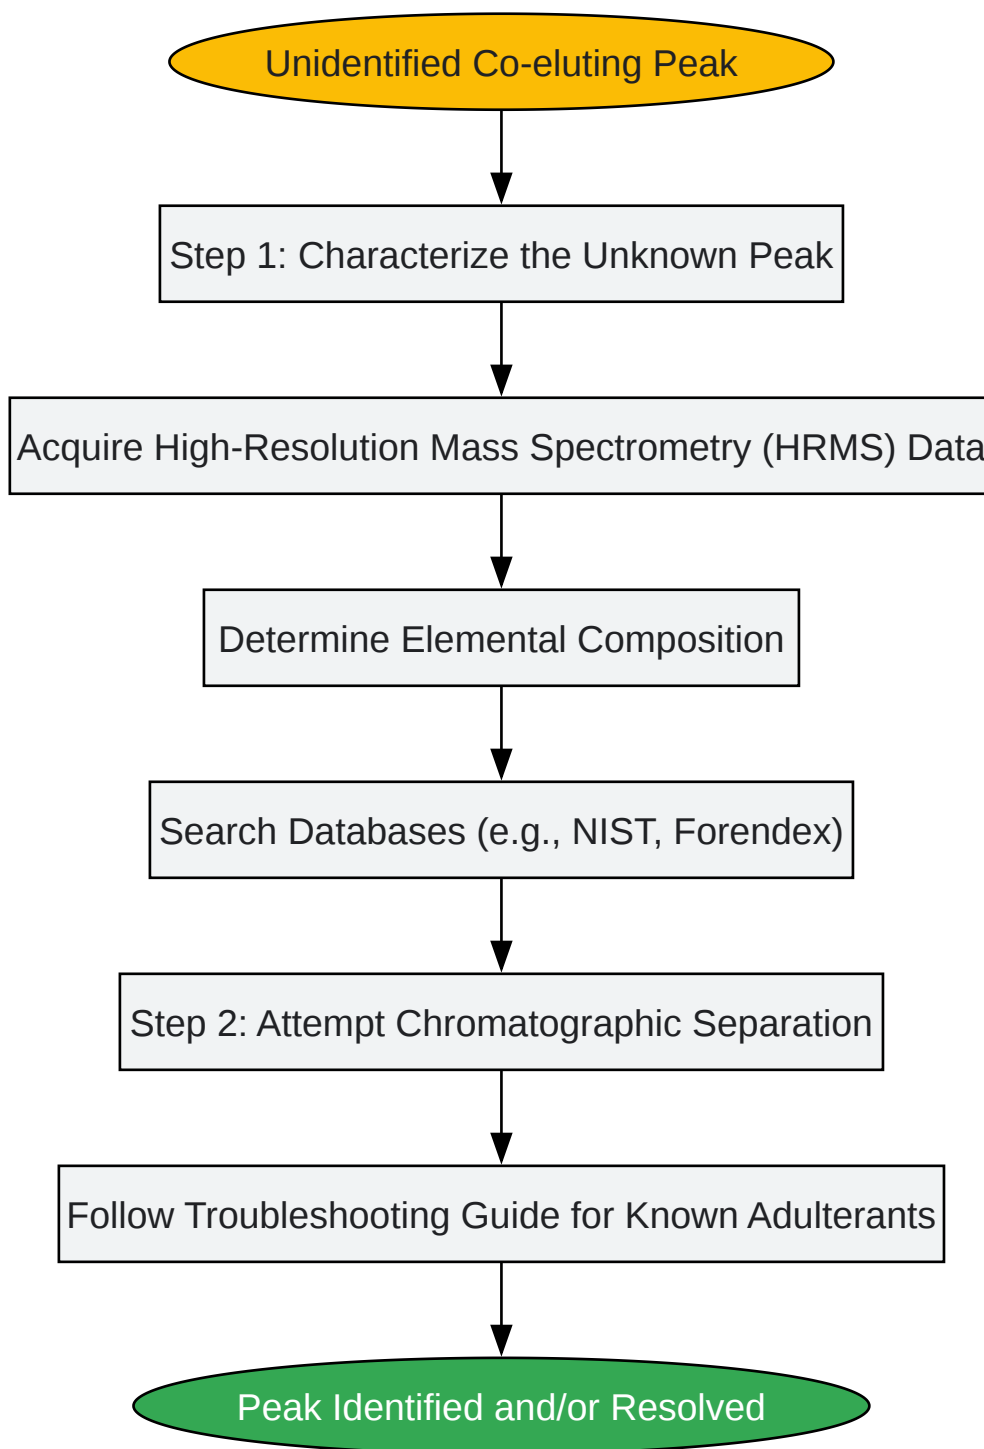 Unidentified Co-eluting Peak
Step 1: Characterize the Unknown Peak
Acquire High-Resolution Mass Spectrometry (HRMS) Data
Determine Elemental Composition
Search Databases (e.g., NIST, Forendex)
Step 2: Attempt Chromatographic Separation
Follow Troubleshooting Guide for Known Adulterants
Peak Identified and/or Resolved